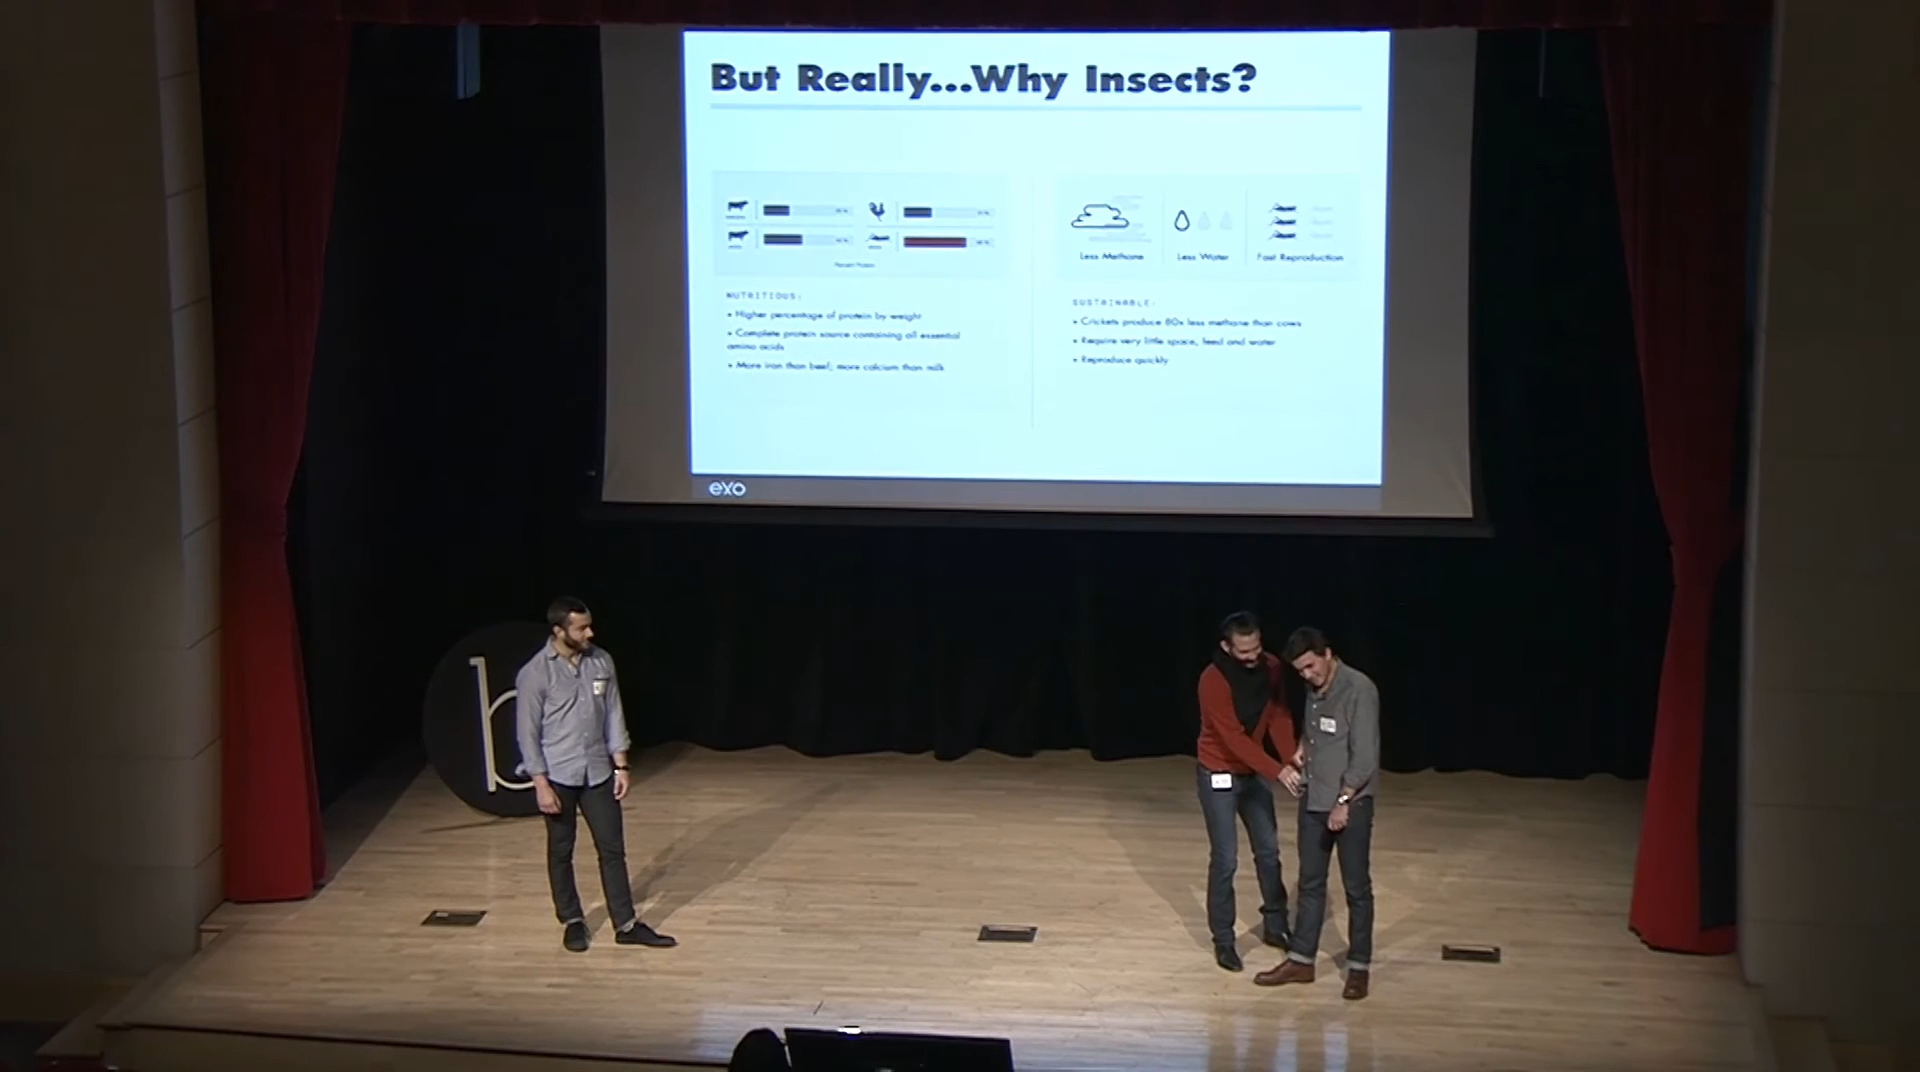 But Really...Why Insects?
Percent Protein
Less Methane
Less Water
Fast Reproduction
NUTRITIOUS:
• Higher percentage of protein by weight
• Complete protein source containing all essential
amino acids
• More iron than beef; more calcium than milk
SUSTAINABLE:
• Crickets produce 80x less methane than cows
• Require very little space, feed and water
• Reproduce quickly
exo
b